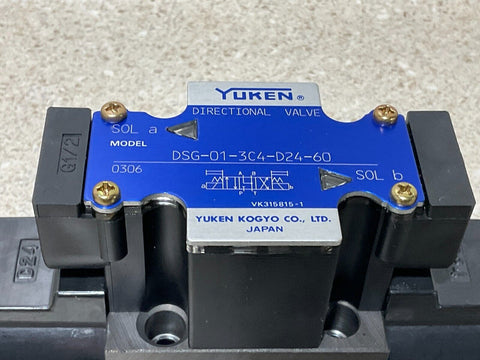 YUKEN®
DIRECTIONAL VALVE
SOL a
MODEL
DSG-01-3C4-D24-60
0306
A B
P T
SOL b
VK315815-1
YUKEN KOGYO CO., LTD.
JAPAN
G1/2
D24